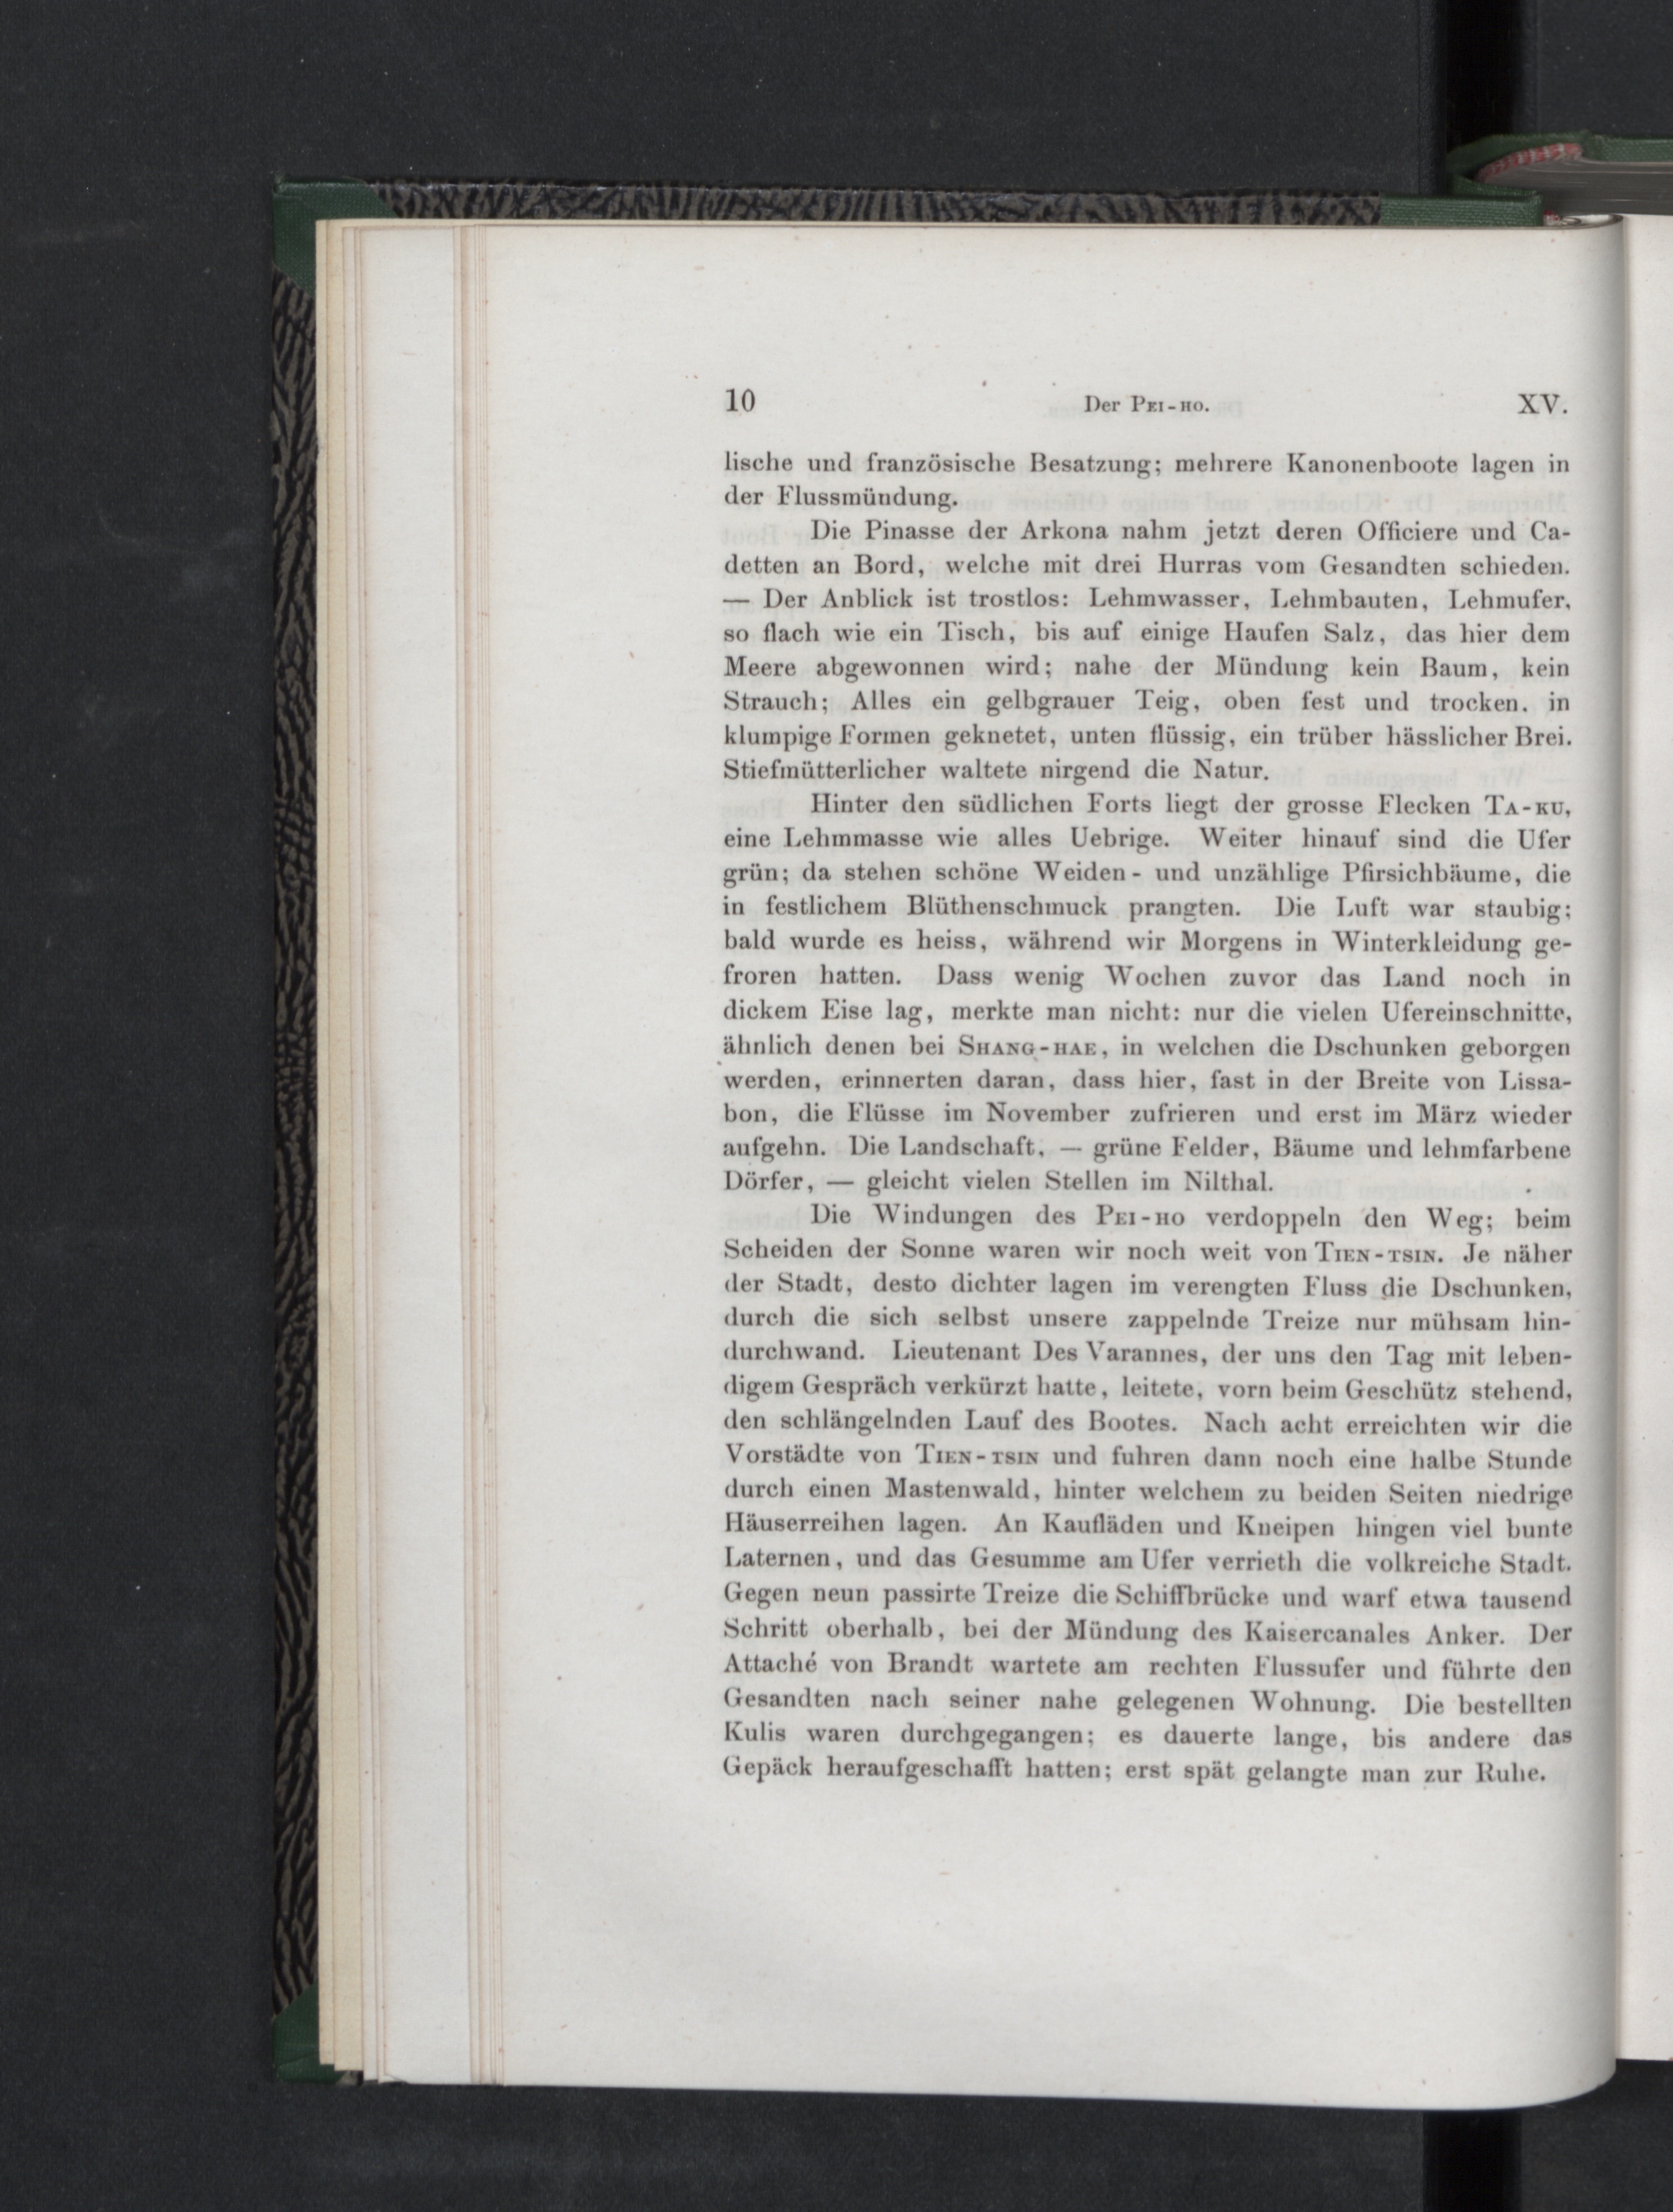 10 Der Pei-ho. XV.
lische und französische Besatzung; mehrere Kanonenboote lagen in
der Flussmündung.
Die Pinasse der Arkona nahm jetzt deren Officiere und Ca-
detten an Bord, welche mit drei Hurras vom Gesandten schieden.
— Der Anblick ist trostlos: Lehmwasser, Lehmbauten, Lehmufer,
so flach wie ein Tisch, bis auf einige Haufen Salz, das hier dem
Meere abgewonnen wird; nahe der Mündung kein Baum, kein
Strauch; Alles ein gelbgrauer Teig, oben fest und trocken, in
klumpige Formen geknetet, unten flüssig, ein trüber hässlicher Brei.
Stiefmütterlicher waltete nirgend die Natur.
Hinter den südlichen Forts liegt der grosse Flecken Ta-ku,
eine Lehmmasse wie alles Uebrige. Weiter hinauf sind die Ufer
grün; da stehen schöne Weiden- und unzählige Pfirsichbäume, die
in festlichem Blüthenschmuck prangten. Die Luft war staubig;
bald wurde es heiss, während wir Morgens in Winterkleidung ge-
froren hatten. Dass wenig Wochen zuvor das Land noch in
dickem Eise lag, merkte man nicht: nur die vielen Ufereinschnitte,
ähnlich denen bei Shang-hae, in welchen die Dschunken geborgen
werden, erinnerten daran, dass hier, fast in der Breite von Lissa-
bon, die Flüsse im November zufrieren und erst im März wieder
aufgehn. Die Landschaft, — grüne Felder, Bäume und lehmfarbene
Dörfer, — gleicht vielen Stellen im Nilthal.
Die Windungen des Pei-ho verdoppeln den Weg; beim
Scheiden der Sonne waren wir noch weit von Tien-tsin. Je näher
der Stadt, desto dichter lagen im verengten Fluss die Dschunken,
durch die sich selbst unsere zappelnde Treize nur mühsam hin-
durchwand. Lieutenant Des Varannes, der uns den Tag mit leben-
digem Gespräch verkürzt hatte, leitete, vorn beim Geschütz stehend,
den schlängelnden Lauf des Bootes. Nach acht erreichten wir die
Vorstädte von Tien-tsin und fuhren dann noch eine halbe Stunde
durch einen Mastenwald, hinter welchem zu beiden Seiten niedrige
Häuserreihen lagen. An Kaufläden und Kneipen hingen viel bunte
Laternen, und das Gesumme am Ufer verrieth die volkreiche Stadt.
Gegen neun passirte Treize die Schiffbrücke und warf etwa tausend
Schritt oberhalb, bei der Mündung des Kaisercanales Anker. Der
Attaché von Brandt wartete am rechten Flussufer und führte den
Gesandten nach seiner nahe gelegenen Wohnung. Die bestellten
Kulis waren durchgegangen; es dauerte lange, bis andere das
Gepäck heraufgeschafft hatten; erst spät gelangte man zur Ruhe.